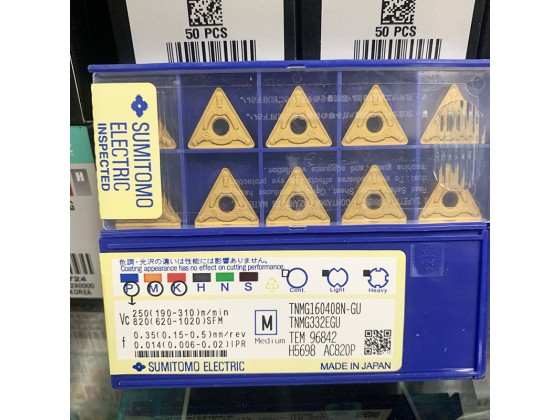 50 PCS
50 PCS
SUMITOMO
ELECTRIC
INSPECTED
色調・光沢の違いは性能には影響ありません。
Coating appearance has no effect on cutting performance.
P M K H N S
Cont. Light Heavy
Vc 250(190-310)m/min
820(620-1020)SFM
f 0.35(0.15-0.5)mm/rev
0.014(0.006-0.02)IPR
M
Medium
TNMG160408N-GU
TNMG332EGU
TEM 96842
H5698 AC820P
SUMITOMO ELECTRIC
MADE IN JAPAN
KOREA